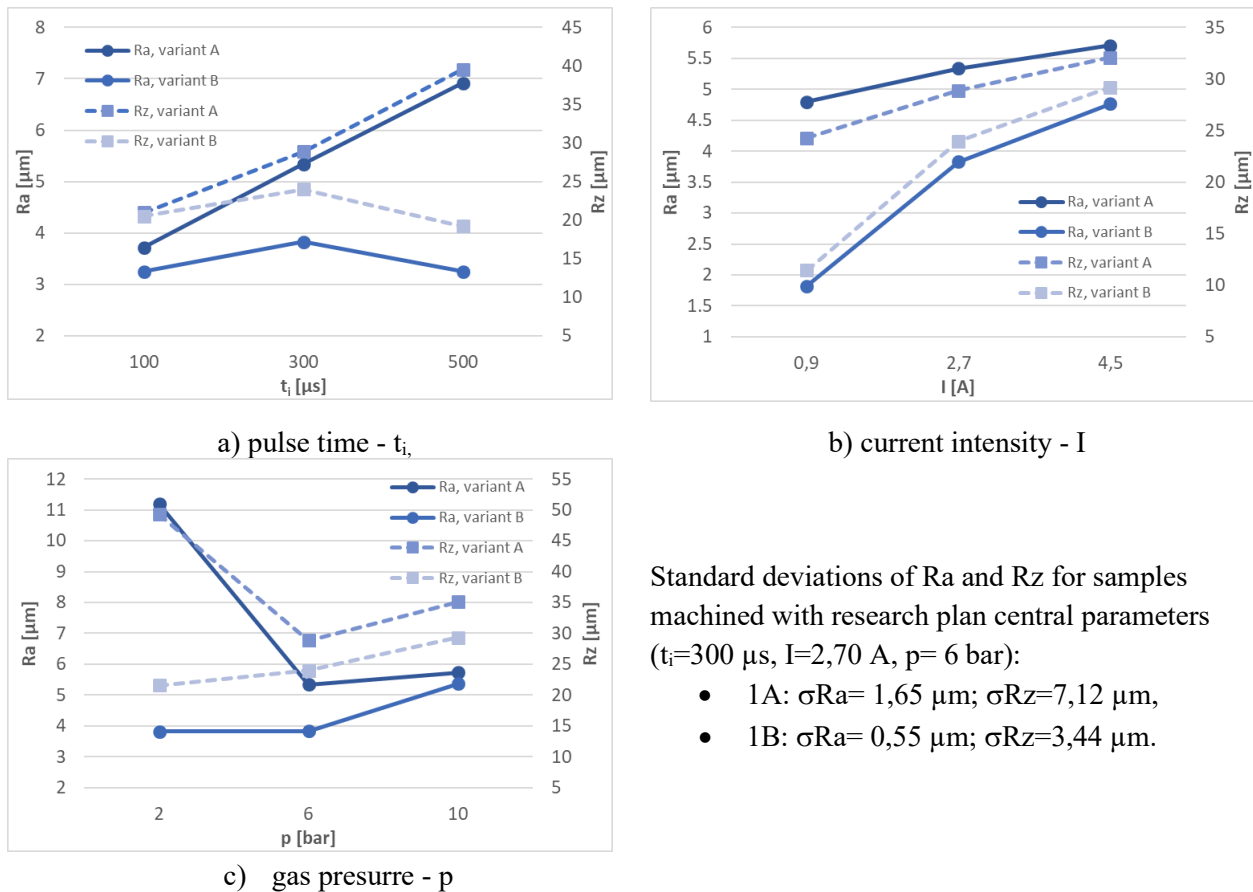 8
7
6
5
4
3
2
Ra [µm]
45
40
35
30
25
20
15
10
5
Rz [µm]
Ra, variant A
Ra, variant B
Rz, variant A
Rz, variant B
100 300 500
tᵢ [µs]
a) pulse time - tᵢ,
6
5.5
5
4.5
4
3.5
3
2.5
2
1.5
1
Ra [µm]
35
30
25
20
15
10
5
Rz [µm]
Ra, variant A
Ra, variant B
Rz, variant A
Rz, variant B
0,9 2,7 4,5
I [A]
b) current intensity - I
12
11
10
9
8
7
6
5
4
3
2
Ra [µm]
55
50
45
40
35
30
25
20
15
10
5
Rz [µm]
Ra, variant A
Ra, variant B
Rz, variant A
Rz, variant B
2 6 10
p [bar]
c) gas presurre - p
Standard deviations of Ra and Rz for samples
machined with research plan central parameters
(tᵢ=300 µs, I=2,70 A, p= 6 bar):
• 1A: σRa= 1,65 µm; σRz=7,12 µm,
• 1B: σRa= 0,55 µm; σRz=3,44 µm.